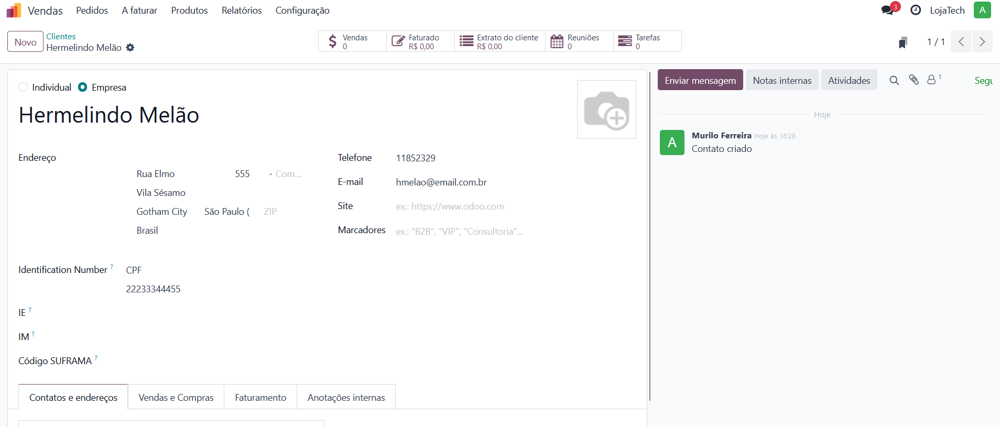 Vendas Pedidos A faturar Produtos Relatórios Configuração 3 LojaTech A
Novo Clientes
Hermelindo Melão
Vendas
0
Faturado
R$ 0,00
Extrato do cliente
R$ 0,00
Reuniões
0
Tarefas
0
1 / 1
Individual Empresa
Hermelindo Melão
Endereço
Rua Elmo 555 - Com...
Vila Sésamo
Gotham City São Paulo ( ZIP
Brasil
Telefone 11852329
E-mail hmelao@email.com.br
Site ex.: https://www.odoo.com
Marcadores ex.: "B2B", "VIP", "Consultoria"...
Identification Number ? CPF
22233344455
IE ?
IM ?
Código SUFRAMA ?
Contatos e endereços Vendas e Compras Faturamento Anotações internas
Enviar mensagem Notas internas Atividades 1 Segu
Hoje
A Murilo Ferreira Hoje às 16:28
Contato criado